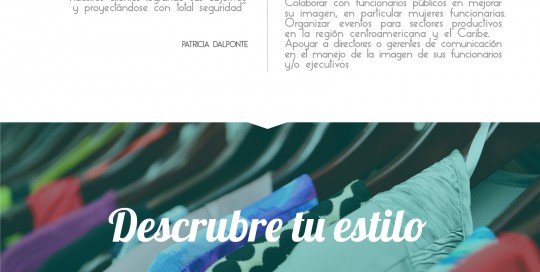 y proyectándose con total seguridad
PATRICIA DALPONTE
Colaborar con funcionarios públicos en mejorar
su imagen, en particular mujeres funcionarias.
Organizar eventos para sectores productivos
en la región centroamericana y el Caribe.
Apoyar a directores o gerentes de comunicación
en el manejo de la imagen de sus funcionarios
y/o ejecutivos
Descrubre tu estilo